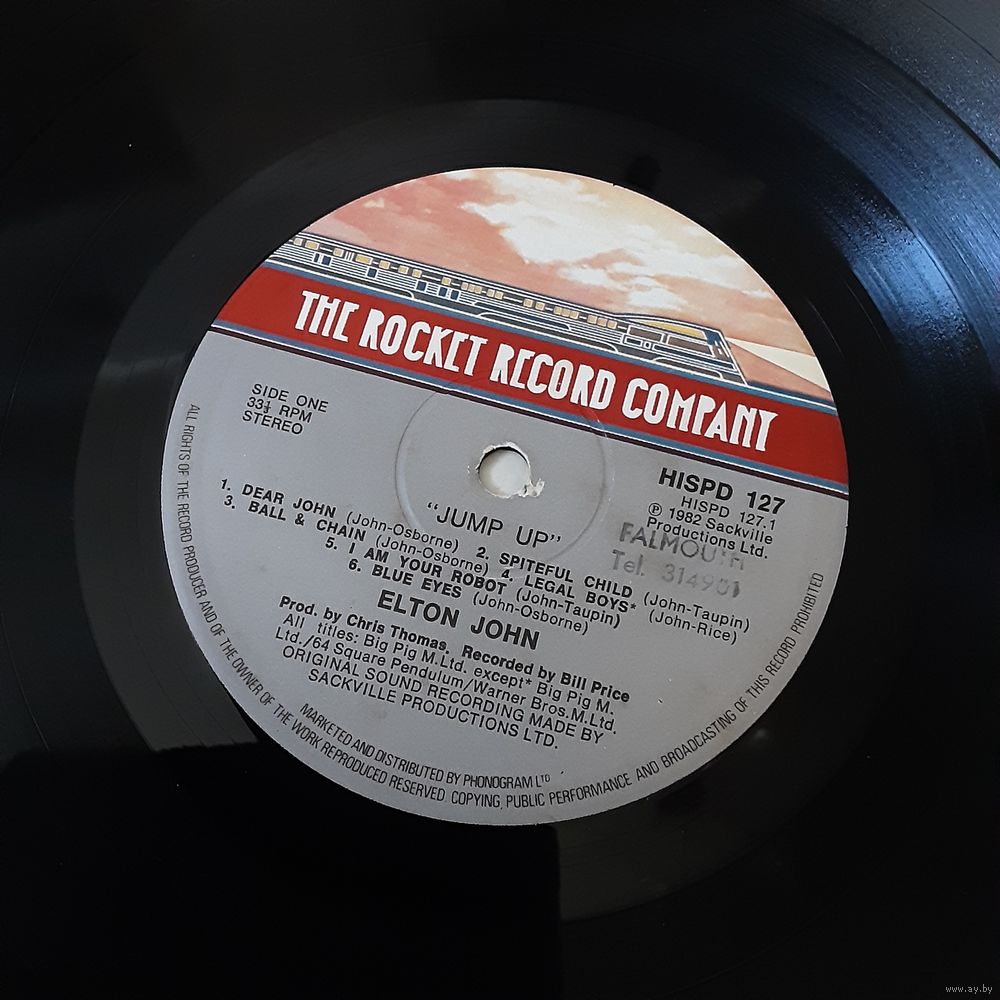 THE ROCKET RECORD COMPANY
SIDE ONE
33⅓ RPM
STEREO
HISPD 127
HISPD 127.1
℗ 1982 Sackville
Productions Ltd.
FALMOUTH
Tel. 314901
"JUMP UP"
1. DEAR JOHN (John-Osborne) 2. SPITEFUL CHILD (John-Taupin)
3. BALL & CHAIN (John-Osborne) 4. LEGAL BOYS* (John-Rice)
5. I AM YOUR ROBOT (John-Taupin)
6. BLUE EYES (John-Osborne)
ELTON JOHN
Prod. by Chris Thomas. Recorded by Bill Price
All titles: Big Pig M.Ltd. except* Big Pig M.
Ltd./64 Square Pendulum/Warner Bros.M.Ltd.
ORIGINAL SOUND RECORDING MADE BY
SACKVILLE PRODUCTIONS LTD.
MARKETED AND DISTRIBUTED BY PHONOGRAM LTD
ALL RIGHTS OF THE RECORD PRODUCER AND OF THE OWNER OF THE WORK REPRODUCED RESERVED. COPYING, PUBLIC PERFORMANCE AND BROADCASTING OF THIS RECORD PROHIBITED
www.ay.by